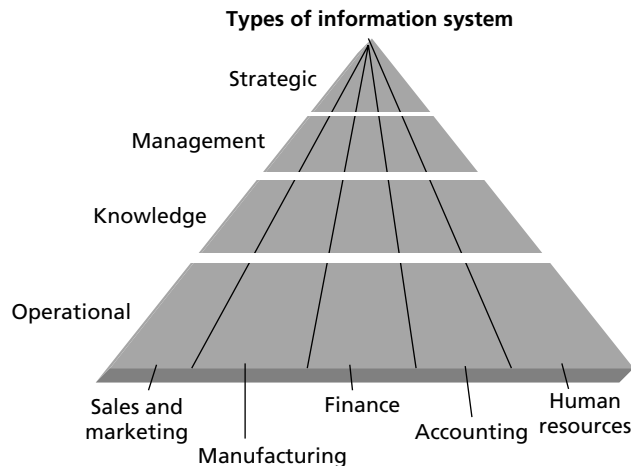 Types of information system
Strategic
Management
Knowledge
Operational
Sales and
marketing
Manufacturing
Finance
Accounting
Human
resources